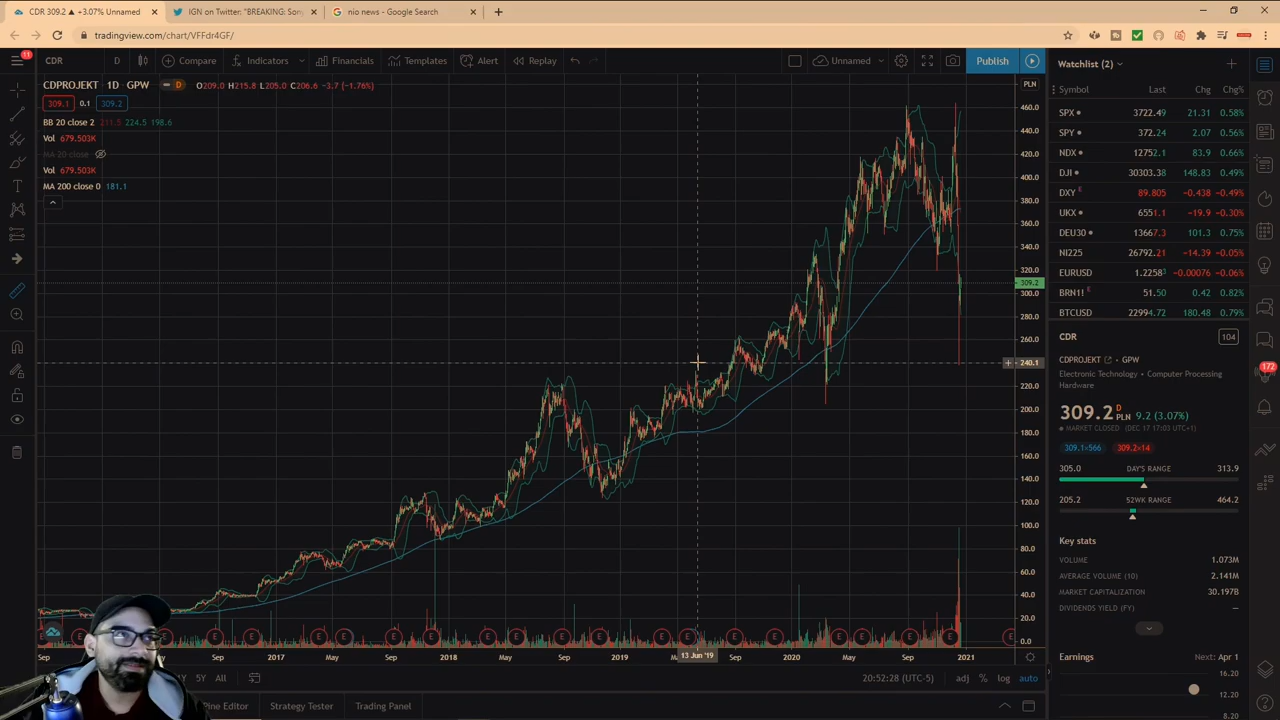 CDR 309.2 ▲ +3.07% Unnamed
IGN on Twitter: "BREAKING: Son
nio news - Google Search
tradingview.com/chart/VFFdr4GF/
11
CDR D Compare Indicators Financials Templates Alert Replay Unnamed Publish
CDPROJEKT • 1D • GPW D O209.0 H215.8 L205.0 C206.6 -3.7 (-1.76%)
309.1 0.1 309.2
BB 20 close 2 211.5 224.5 198.6
Vol 679.503K
MA 20 close
Vol 679.503K
MA 200 close 0 181.1
PLN
460.0
440.0
420.0
400.0
380.0
360.0
340.0
320.0
309.2
300.0
280.0
260.0
240.1
220.0
200.0
180.0
160.0
140.0
120.0
100.0
80.0
60.0
40.0
20.0
0.0
Sep 2017 May Sep 2018 May Sep 2019 13 Jun '19 Sep 2020 May Sep 2021
5Y All
20:52:28 (UTC-5) adj % log auto
Pine Editor Strategy Tester Trading Panel
Watchlist (2)
Symbol Last Chg Chg%
SPX 3722.49 21.31 0.58%
SPY 372.24 2.07 0.56%
NDX 12752.1 83.9 0.66%
DJI 30303.38 148.83 0.49%
DXY E 89.805 -0.438 -0.49%
UKX 6551.1 -19.9 -0.30%
DEU30 13667.3 101.3 0.75%
NI225 26792.21 -14.39 -0.05%
EURUSD 1.22583 -0.00076 -0.06%
BRN1! E 51.50 0.42 0.82%
BTCUSD 22994.72 180.48 0.79%
CDR 104
CDPROJEKT • GPW
Electronic Technology • Computer Processing
Hardware
309.2 D PLN 9.2 (3.07%)
MARKET CLOSED (DEC 17 17:03 UTC+1)
309.1×566 309.2×14
305.0 DAY'S RANGE 313.9
205.2 52WK RANGE 464.2
Key stats
VOLUME 1.073M
AVERAGE VOLUME (10) 2.141M
MARKET CAPITALIZATION 30.197B
DIVIDENDS YIELD (FY) —
Earnings Next: Apr 1
16.20
12.20
8.20
172